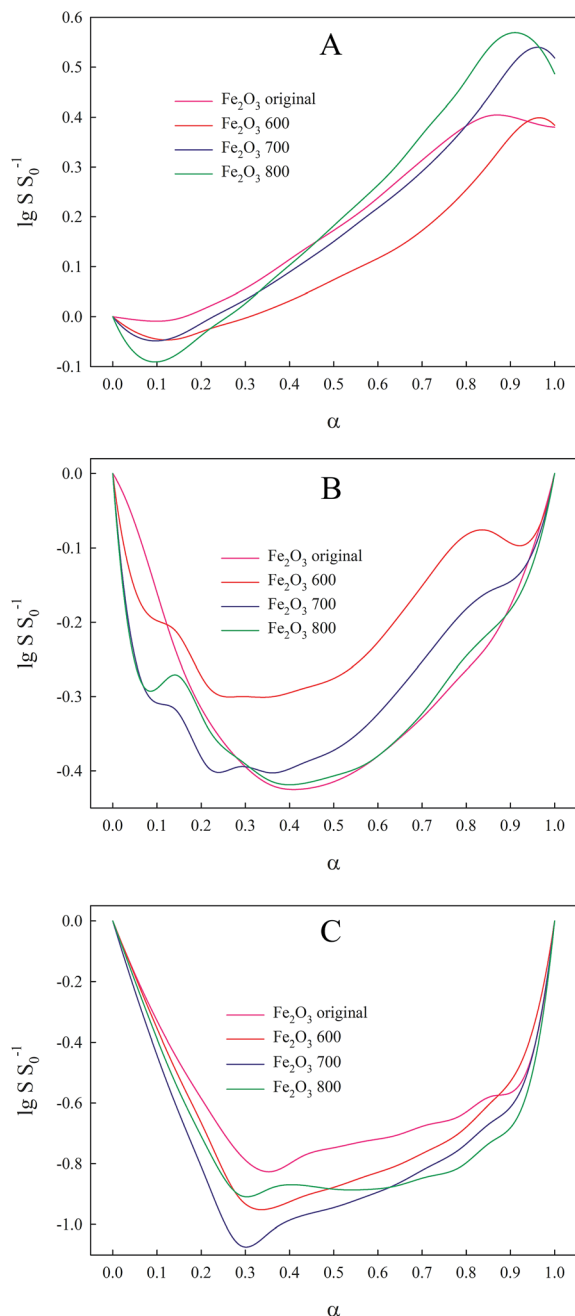 A
0.6
0.5
0.4
0.3
0.2
0.1
0.0
-0.1
lg S S₀⁻¹
Fe₂O₃ original
Fe₂O₃ 600
Fe₂O₃ 700
Fe₂O₃ 800
0.0 0.1 0.2 0.3 0.4 0.5 0.6 0.7 0.8 0.9 1.0
α
B
0.0
-0.1
-0.2
-0.3
-0.4
lg S S₀⁻¹
Fe₂O₃ original
Fe₂O₃ 600
Fe₂O₃ 700
Fe₂O₃ 800
0.0 0.1 0.2 0.3 0.4 0.5 0.6 0.7 0.8 0.9 1.0
α
C
0.0
-0.2
-0.4
-0.6
-0.8
-1.0
lg S S₀⁻¹
Fe₂O₃ original
Fe₂O₃ 600
Fe₂O₃ 700
Fe₂O₃ 800
0.0 0.1 0.2 0.3 0.4 0.5 0.6 0.7 0.8 0.9 1.0
α